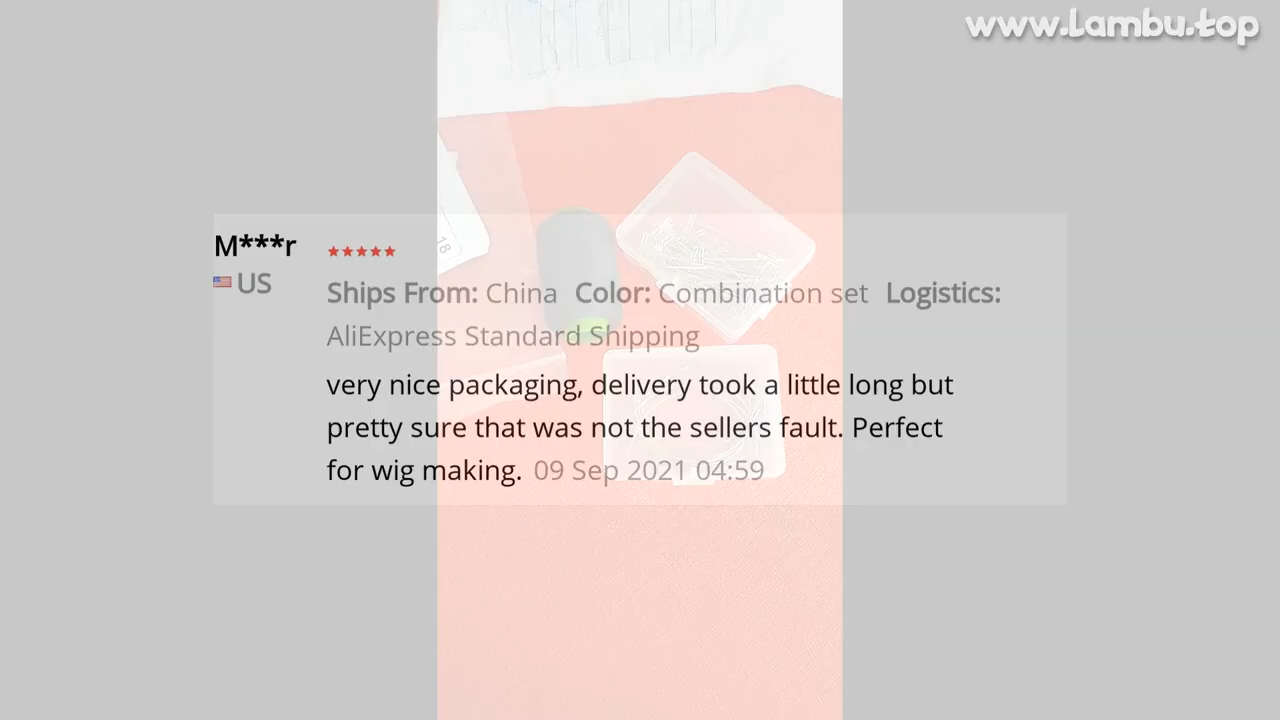 www.Lambu.top
M***r ★★★★★
US
Ships From: China Color: Combination set Logistics:
AliExpress Standard Shipping
very nice packaging, delivery took a little long but
pretty sure that was not the sellers fault. Perfect
for wig making. 09 Sep 2021 04:59
18